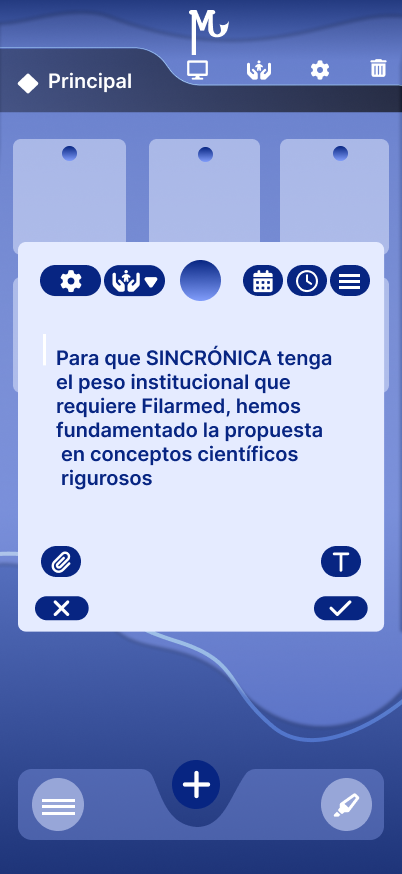 Principal
Para que SINCRÓNICA tenga
el peso institucional que
requiere Filarmed, hemos
fundamentado la propuesta
en conceptos científicos
rigurosos
T